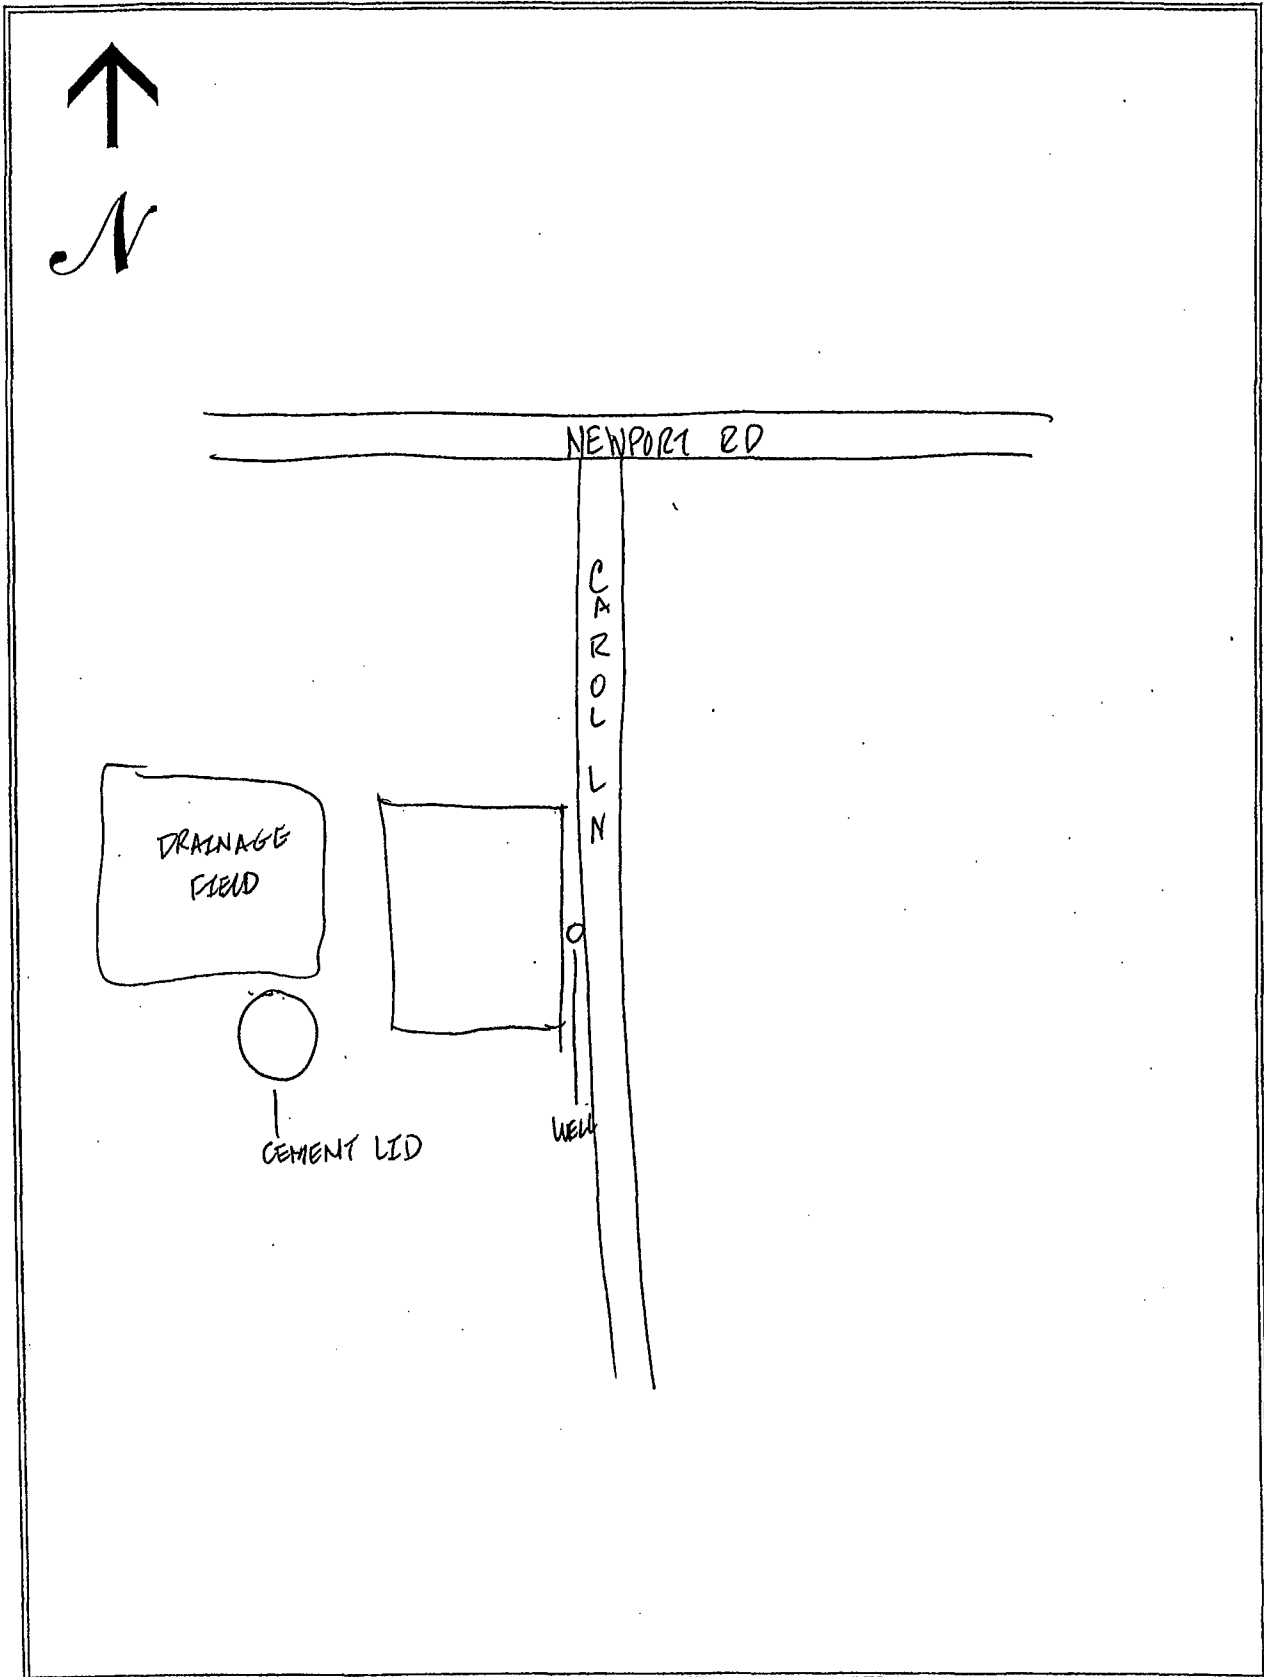 N
NEWPORT RD
CAROL LN
DRAINAGE
FIELD
CEMENT LID
WELL